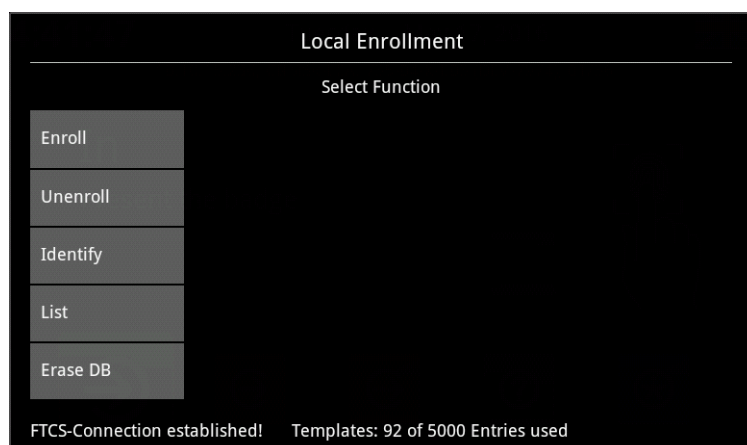 Local Enrollment
Select Function
Enroll
Unenroll
Identify
List
Erase DB
FTCS-Connection established! Templates: 92 of 5000 Entries used